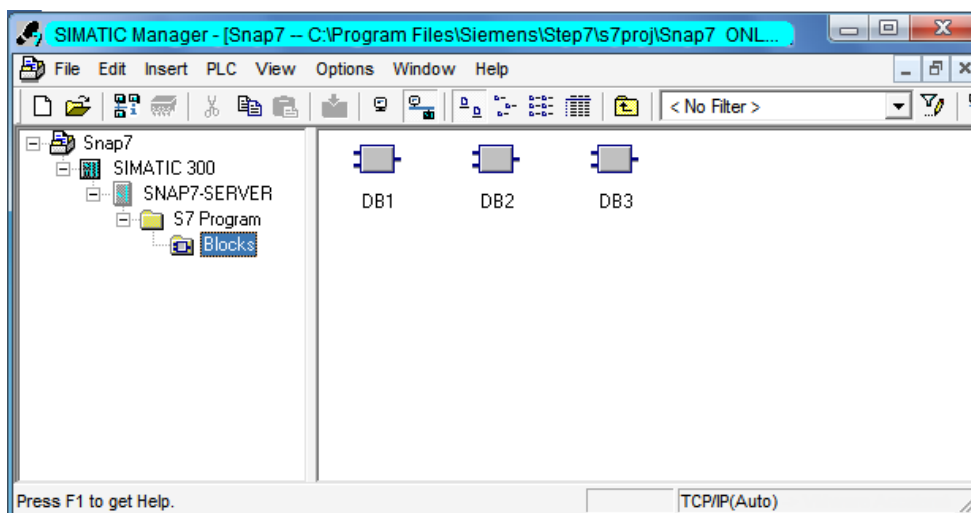 SIMATIC Manager - [Snap7 -- C:\Program Files\Siemens\Step7\s7proj\Snap7 ONL...
File Edit Insert PLC View Options Window Help
< No Filter >
Snap7
SIMATIC 300
SNAP7-SERVER
S7 Program
Blocks
DB1 DB2 DB3
Press F1 to get Help.
TCP/IP(Auto)